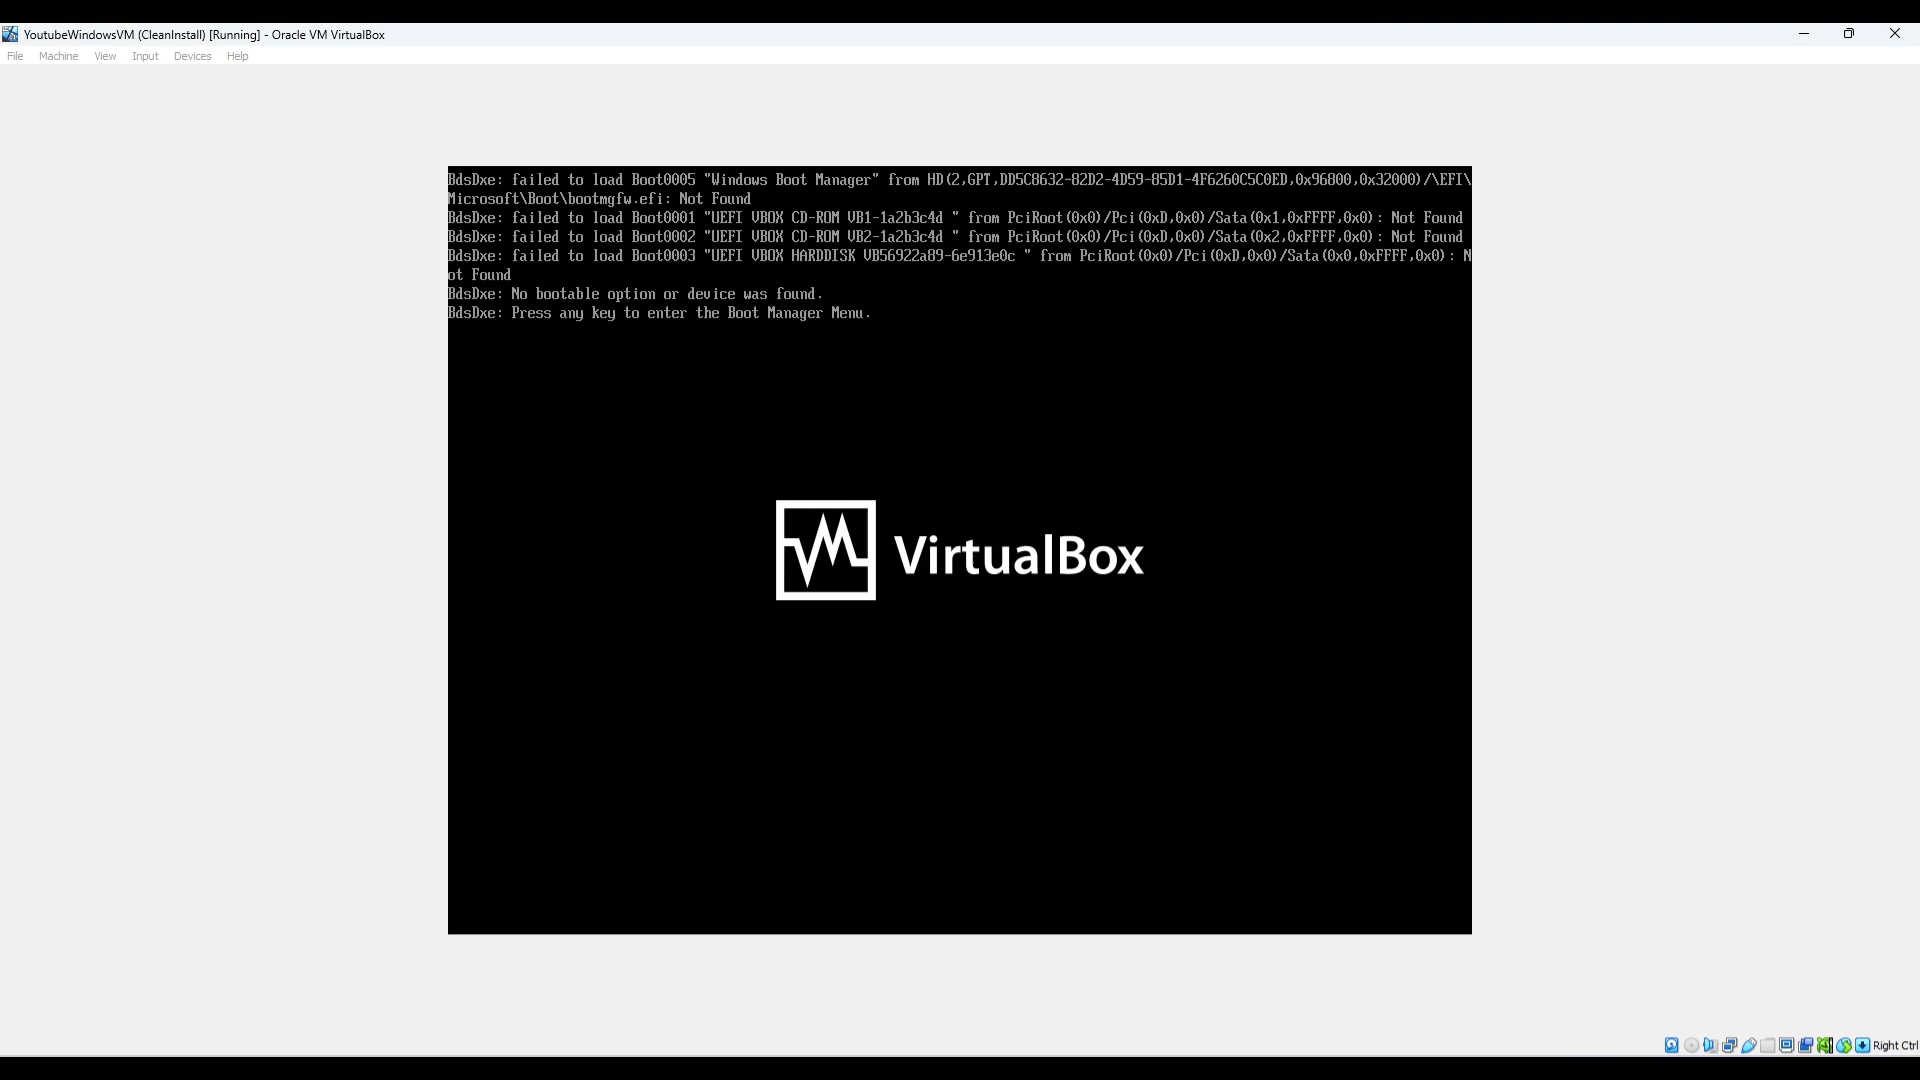 YoutubeWindowsVM (CleanInstall) [Running] - Oracle VM VirtualBox
File Machine View Input Devices Help
BdsDxe: failed to load Boot0005 "Windows Boot Manager" from HD(2,GPT,DD5C8632-82D2-4D59-85D1-4F6260C5C0ED,0x96800,0x32000)/\EFI\
Microsoft\Boot\bootmgfw.efi: Not Found
BdsDxe: failed to load Boot0001 "UEFI VBOX CD-ROM VB1-1a2b3c4d " from PciRoot(0x0)/Pci(0xD,0x0)/Sata(0x1,0xFFFF,0x0): Not Found
BdsDxe: failed to load Boot0002 "UEFI VBOX CD-ROM VB2-1a2b3c4d " from PciRoot(0x0)/Pci(0xD,0x0)/Sata(0x2,0xFFFF,0x0): Not Found
BdsDxe: failed to load Boot0003 "UEFI VBOX HARDDISK VB56922a89-6e913e0c " from PciRoot(0x0)/Pci(0xD,0x0)/Sata(0x0,0xFFFF,0x0): N
ot Found
BdsDxe: No bootable option or device was found.
BdsDxe: Press any key to enter the Boot Manager Menu.
VirtualBox
Right Ctrl